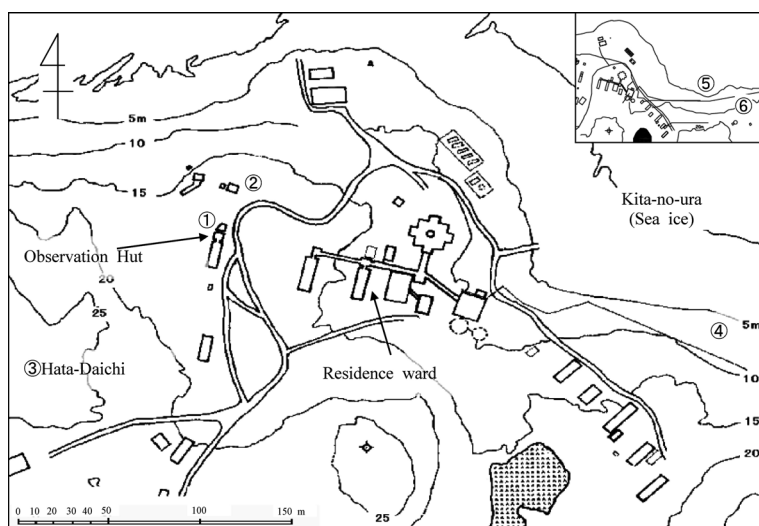 ⑤
⑥
5m
10
15
②
①
Observation Hut
20
25
③Hata-Daichi
Kita-no-ura
(Sea ice)
④
5m
10
15
20
Residence ward
25
0 10 20 30 40 50 100 150 m